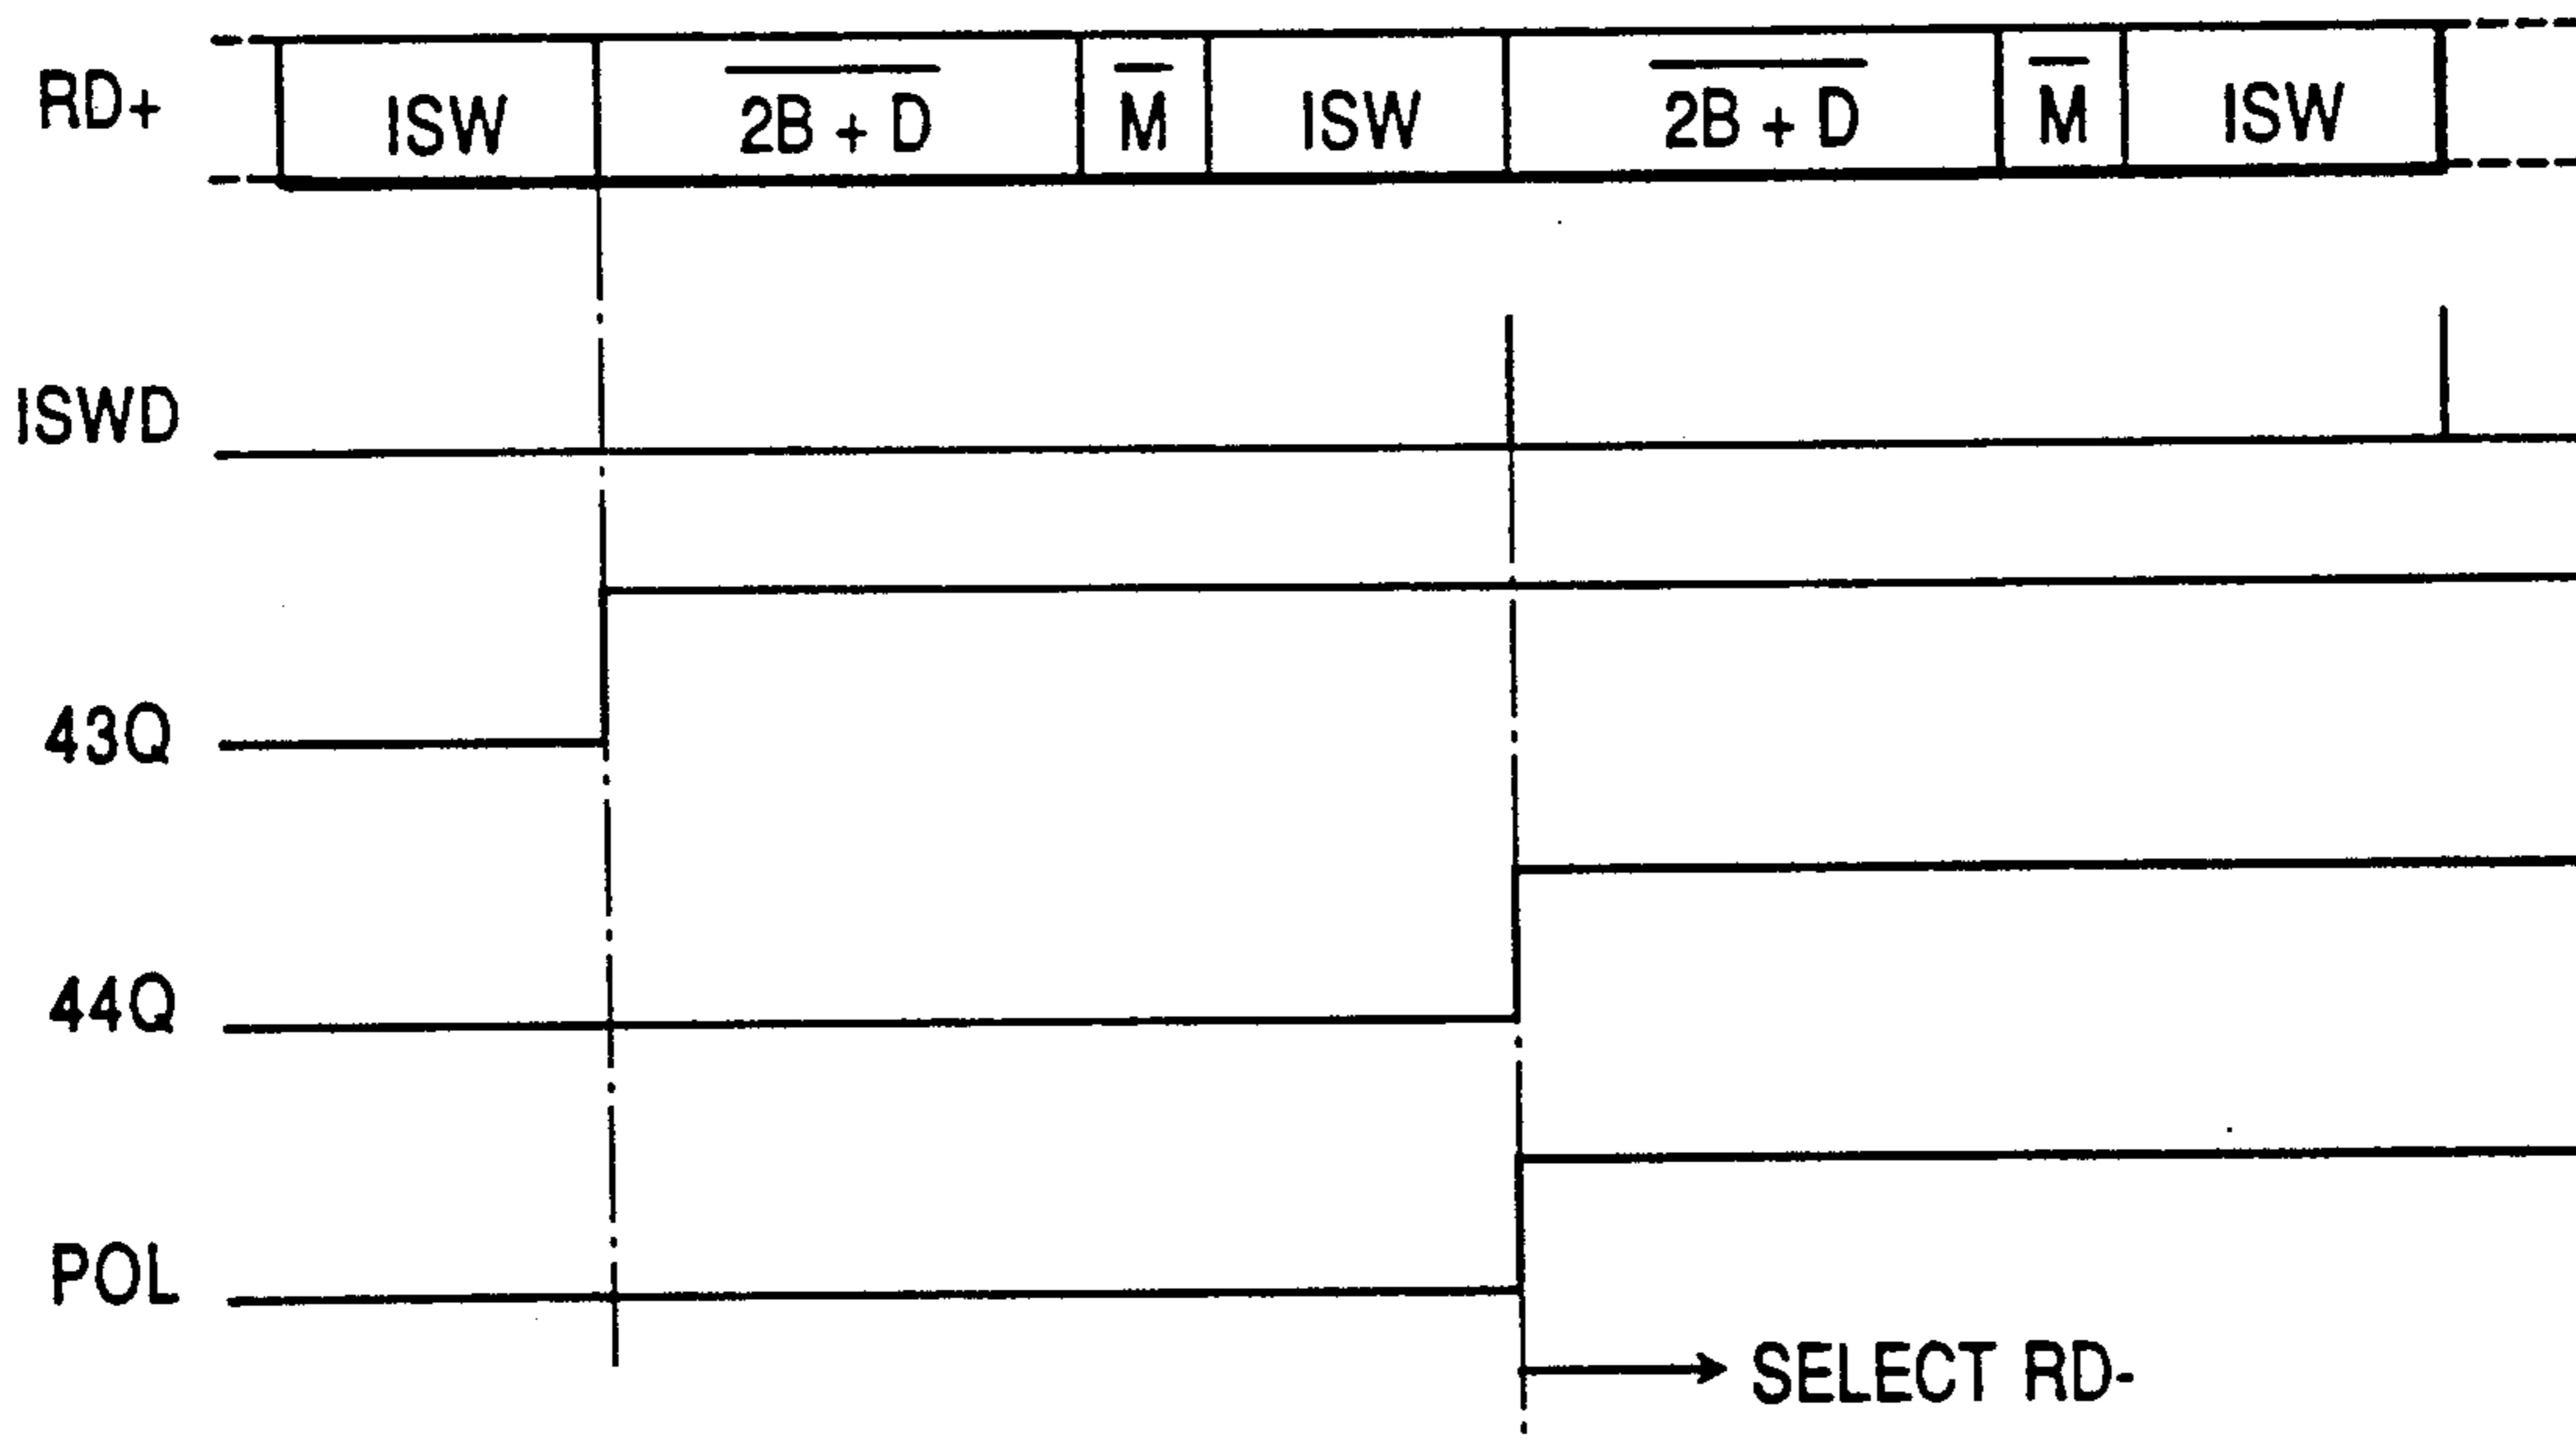 RD+ ISW 2B + D M ISW 2B + D M ISW
ISWD
43Q
44Q
POL
SELECT RD-